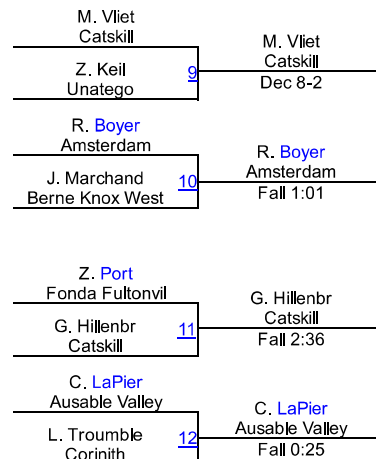 M. Vliet
Catskill
Z. Keil
Unatego
9
M. Vliet
Catskill
Dec 8-2
R. Boyer
Amsterdam
J. Marchand
Berne Knox West
10
R. Boyer
Amsterdam
Fall 1:01
Z. Port
Fonda Fultonvil
G. Hillenbr
Catskill
11
G. Hillenbr
Catskill
Fall 2:36
C. LaPier
Ausable Valley
L. Troumble
Corinith
12
C. LaPier
Ausable Valley
Fall 0:25